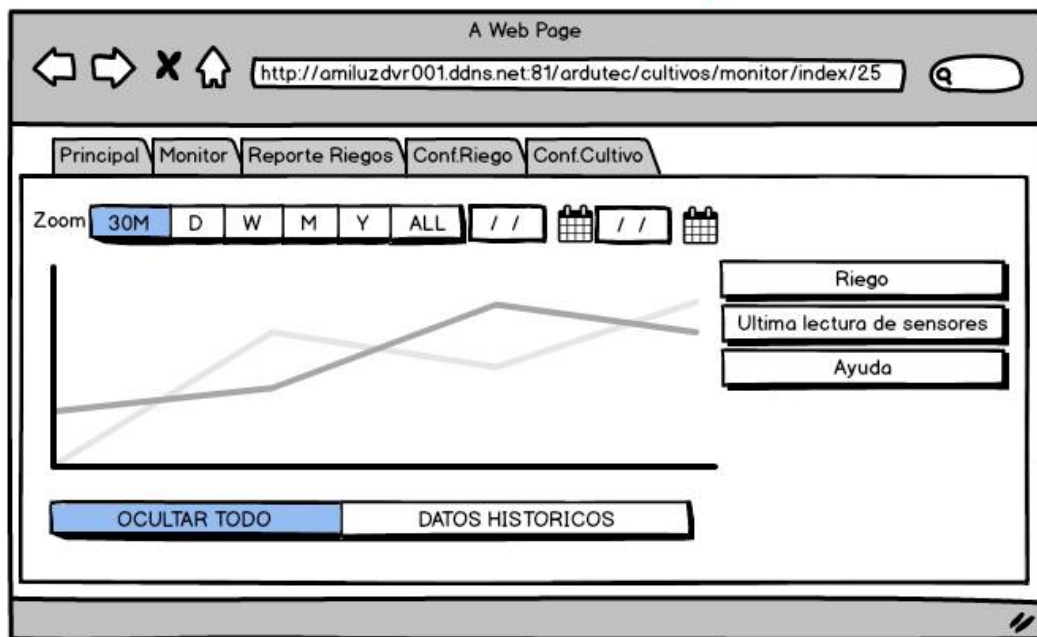 A Web Page
http://amiluzdvr001.ddns.net:81/ardutec/cultivos/monitor/index/25
Principal Monitor Reporte Riegos Conf.Riego Conf.Cultivo
Zoom 30M D W M Y ALL / / / /
Riego
Ultima lectura de sensores
Ayuda
OCULTAR TODO DATOS HISTORICOS